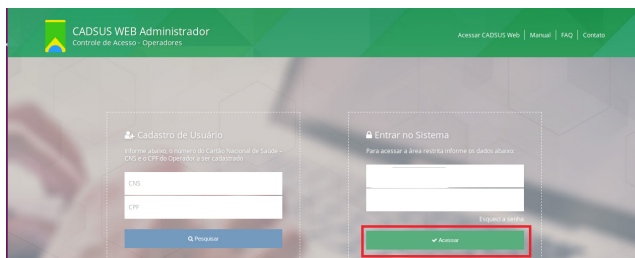 CADSUS WEB Administrador
Controle de Acesso - Operadores
Acessar CADSUS Web | Manual | FAQ | Contato
Cadastro de Usuário
Informe abaixo, o número do Cartão Nacional de Saúde -
CNS e o CPF do Operador a ser cadastrado.
CNS
CPF
Pesquisar
Entrar no Sistema
Para acessar a área restrita informe os dados abaixo.
Esqueci a senha
Acessar